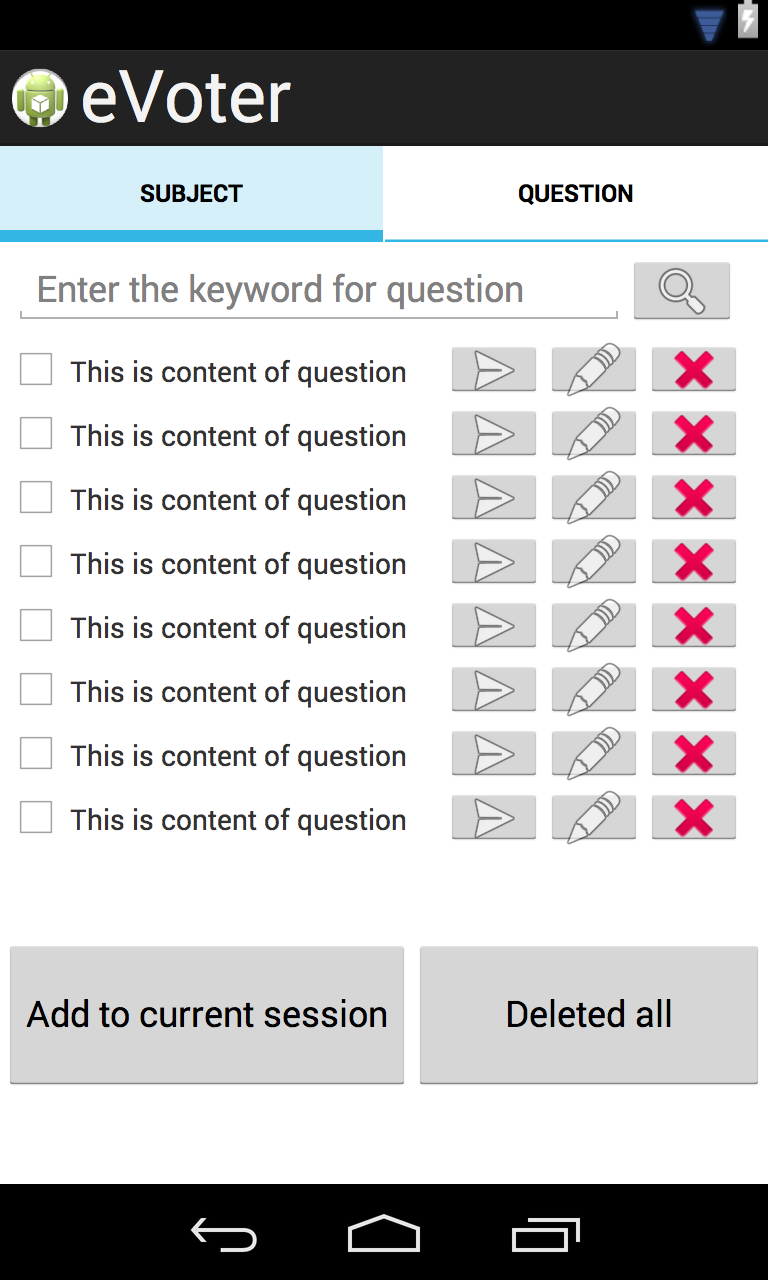 eVoter
SUBJECT
QUESTION
Enter the keyword for question
This is content of question
This is content of question
This is content of question
This is content of question
This is content of question
This is content of question
This is content of question
This is content of question
Add to current session
Deleted all